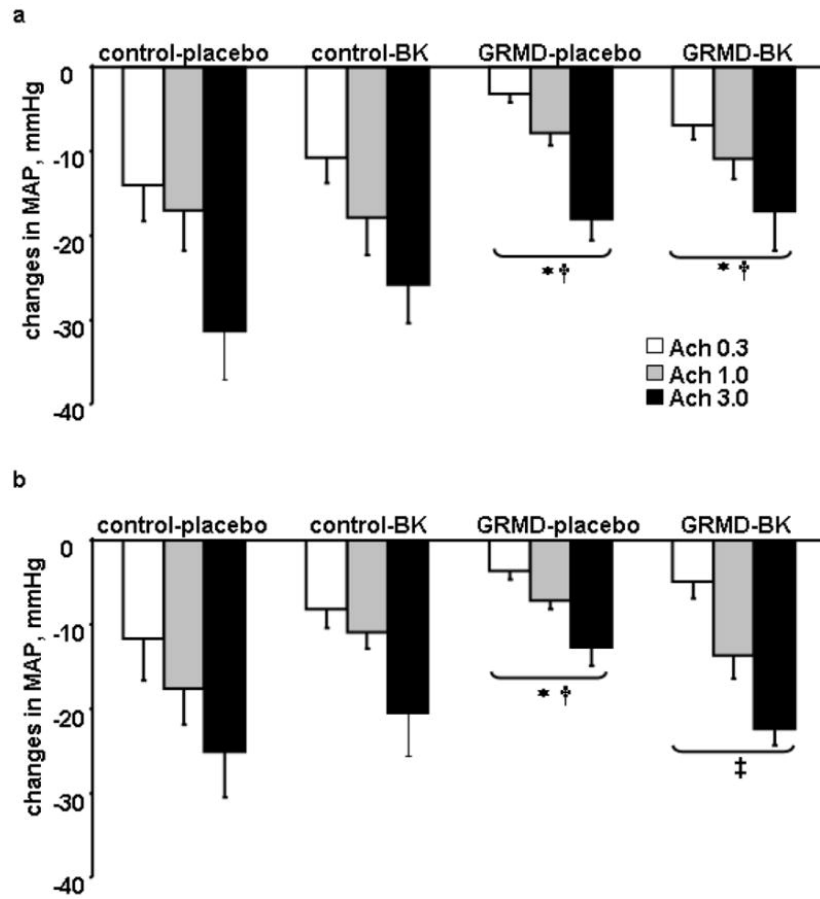 a
control-placebo control-BK GRMD-placebo GRMD-BK
changes in MAP, mmHg
0
-10
-20
-30
-40
* † * †
Ach 0.3
Ach 1.0
Ach 3.0
b
control-placebo control-BK GRMD-placebo GRMD-BK
changes in MAP, mmHg
0
-10
-20
-30
-40
* †
‡